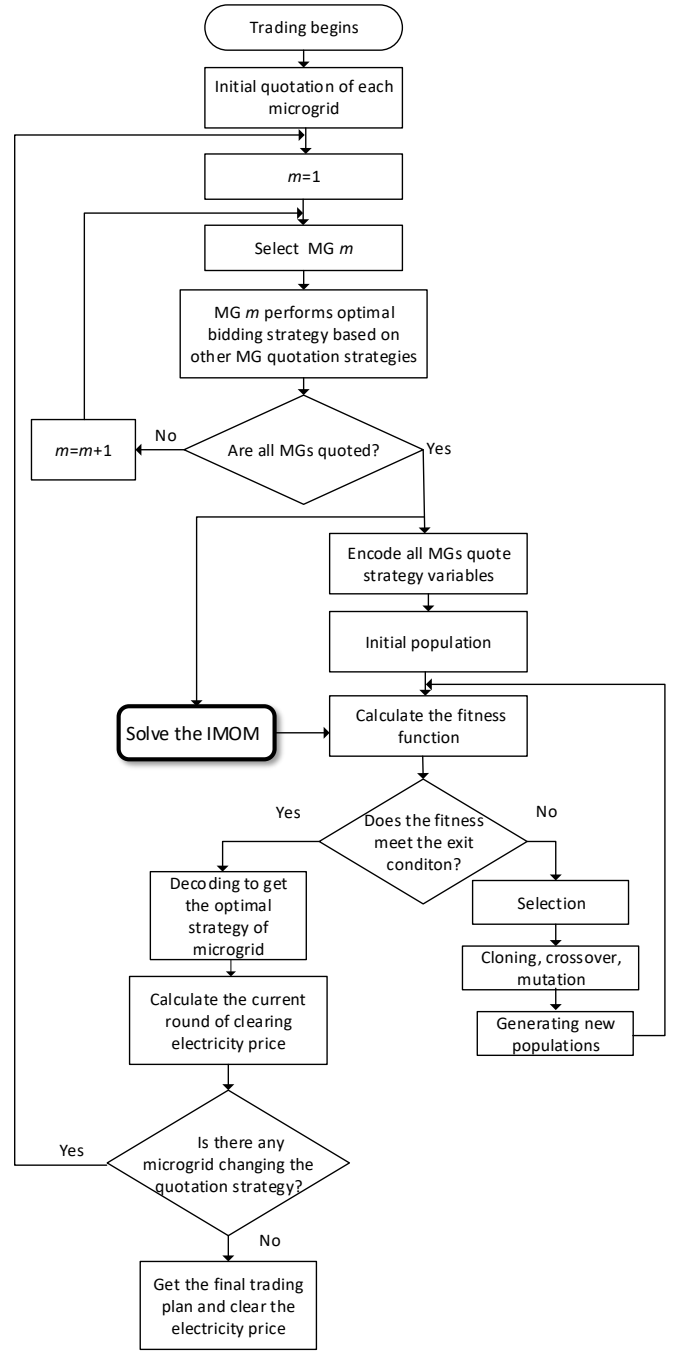 Trading begins
Initial quotation of each
microgrid
m=1
Select MG m
MG m performs optimal
bidding strategy based on
other MG quotation strategies
Are all MGs quoted?
No
Yes
m=m+1
Encode all MGs quote
strategy variables
Initial population
Solve the IMOM
Calculate the fitness
function
Does the fitness
meet the exit
conditon?
Yes
No
Decoding to get
the optimal
strategy of
microgrid
Selection
Cloning, crossover,
mutation
Generating new
populations
Calculate the current
round of clearing
electricity price
Is there any
microgrid changing the
quotation strategy?
Yes
No
Get the final trading
plan and clear the
electricity price